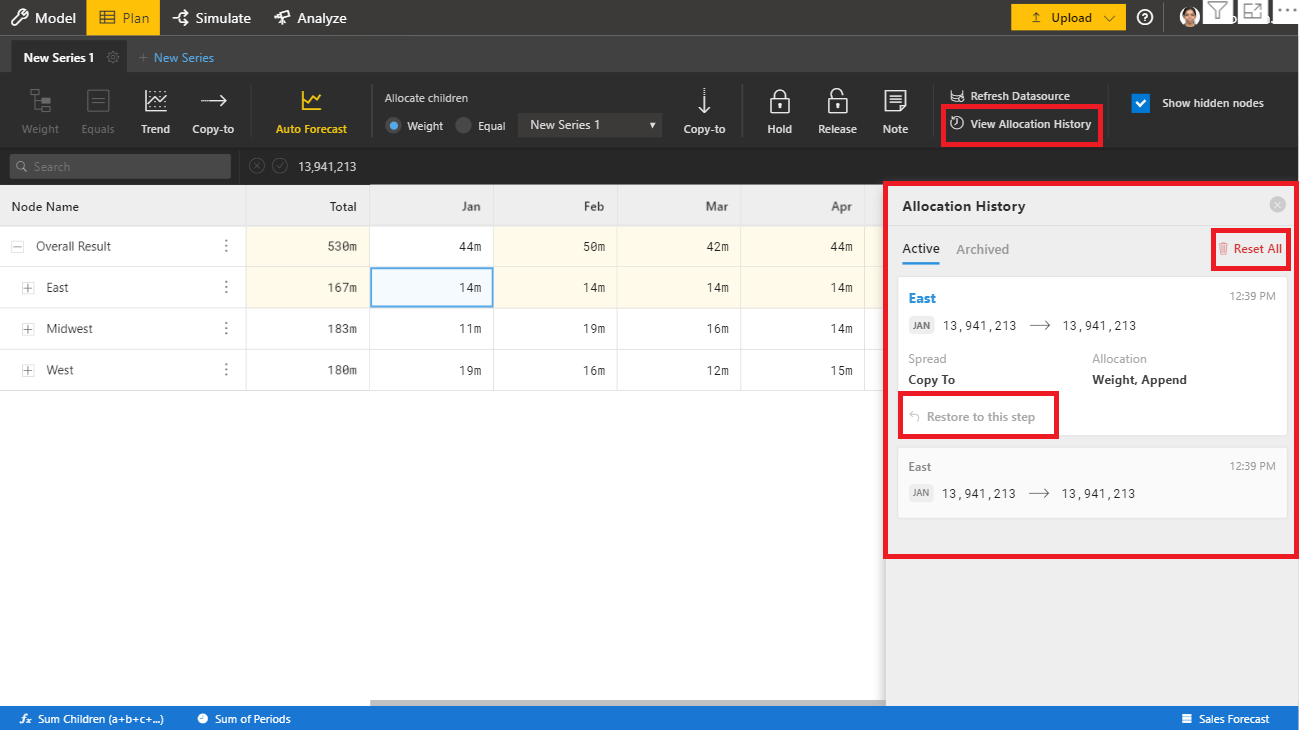 Model Plan Simulate Analyze Upload
New Series 1 + New Series
Weight Equals Trend Copy-to Auto Forecast
Allocate children
Weight Equal New Series 1
Copy-to Hold Release Note
Refresh Datasource
View Allocation History
Show hidden nodes
Search 13,941,213
Node Name Total Jan Feb Mar Apr
Overall Result 530m 44m 50m 42m 44m
East 167m 14m 14m 14m 14m
Midwest 183m 11m 19m 16m 14m
West 180m 19m 16m 12m 15m
Allocation History
Active Archived Reset All
East 12:39 PM
JAN 13,941,213 → 13,941,213
Spread Allocation
Copy To Weight, Append
Restore to this step
East 12:39 PM
JAN 13,941,213 → 13,941,213
fx Sum Children (a+b+c+...) Sum of Periods Sales Forecast